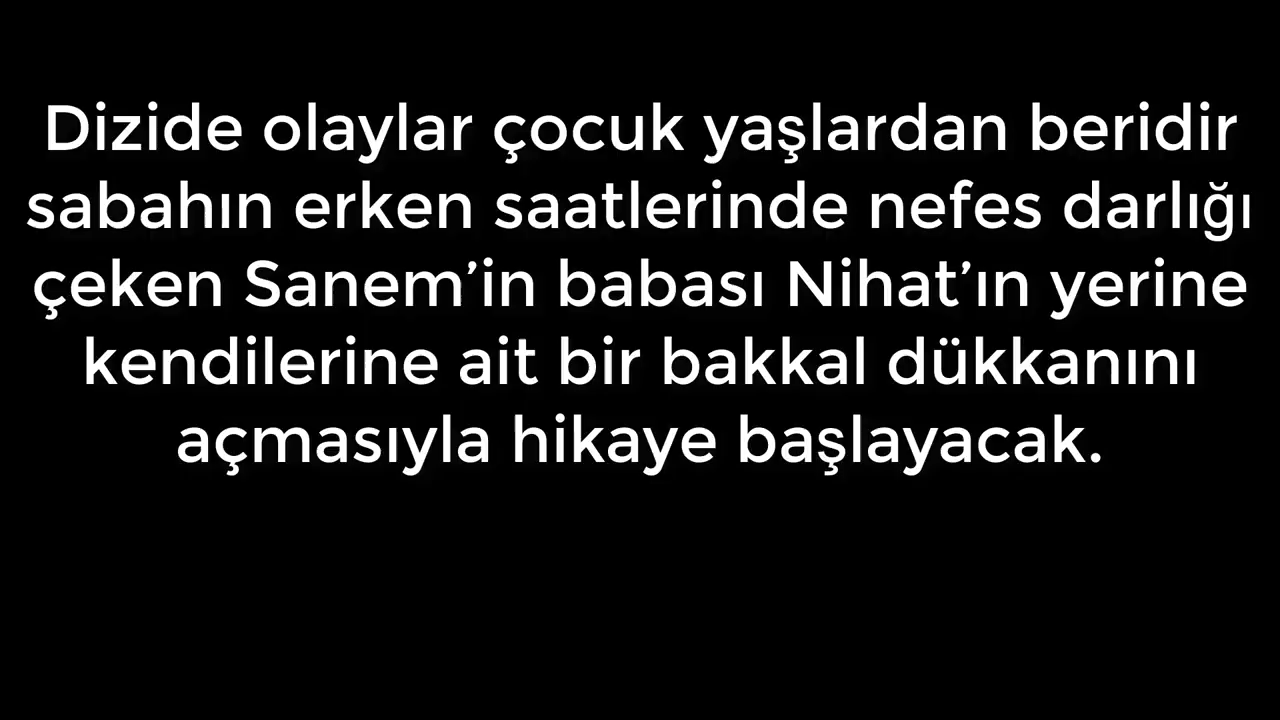 Dizide olaylar çocuk yaşlardan beridir
sabahın erken saatlerinde nefes darlığı
çeken Sanem’in babası Nihat’ın yerine
kendilerine ait bir bakkal dükkanını
açmasıyla hikaye başlayacak.